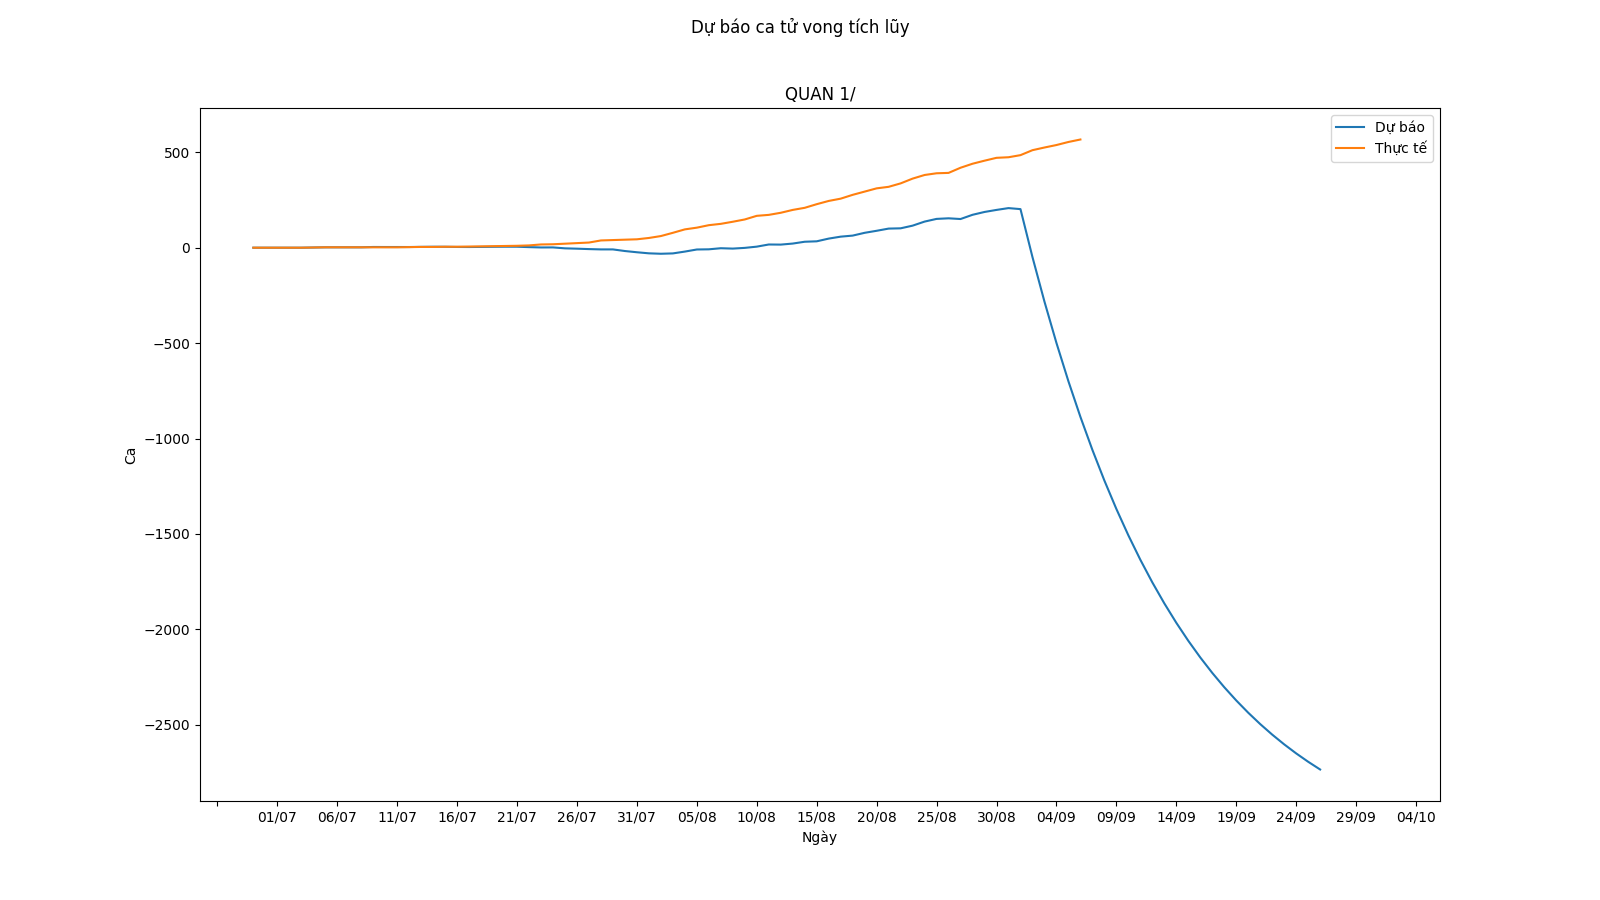 Dự báo ca tử vong tích lũy
QUAN 1/
Dự báo
Thực tế
500
0
−500
−1000
−1500
−2000
−2500
Ca
01/07 06/07 11/07 16/07 21/07 26/07 31/07 05/08 10/08 15/08 20/08 25/08 30/08 04/09 09/09 14/09 19/09 24/09 29/09 04/10
Ngày